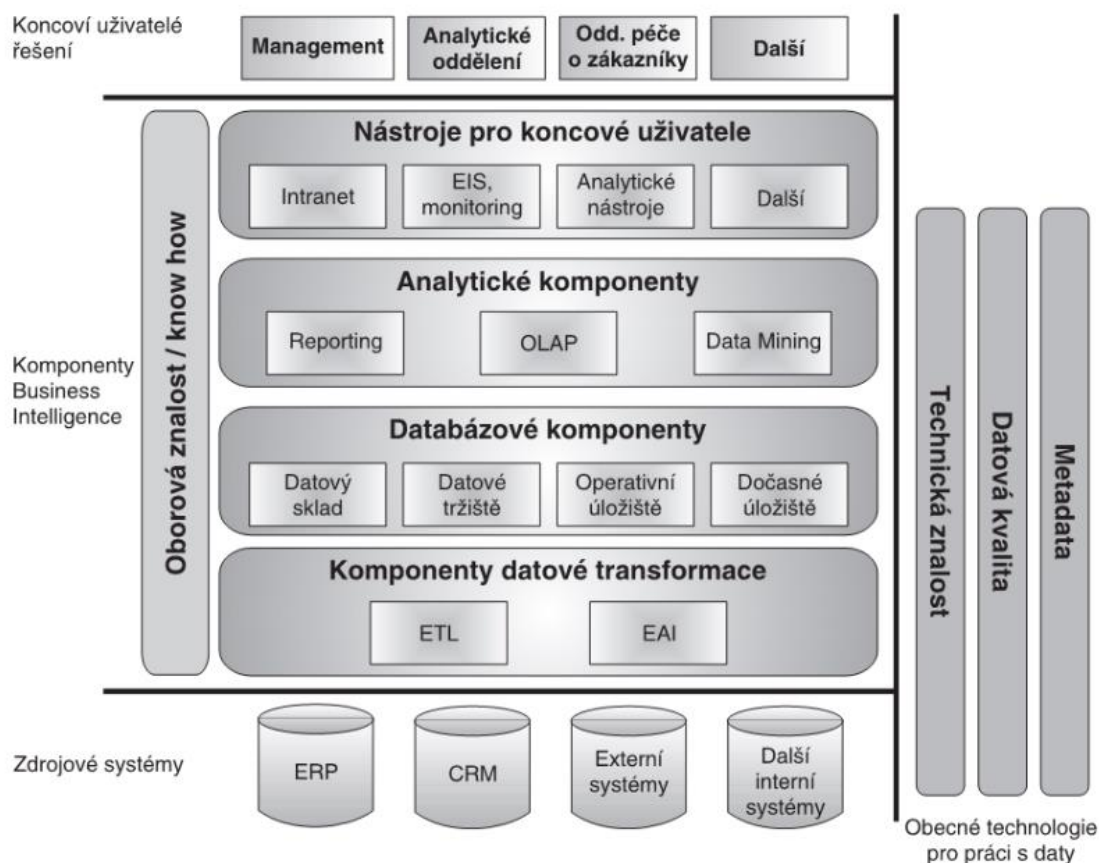 Koncoví uživatelé
řešení
Management
Analytické
oddělení
Odd. péče
o zákazníky
Další
Nástroje pro koncové uživatele
Intranet
EIS,
monitoring
Analytické
nástroje
Další
Analytické komponenty
Reporting
OLAP
Data Mining
Komponenty
Business
Intelligence
Oborová znalost / know how
Databázové komponenty
Datový
sklad
Datové
tržiště
Operativní
úložiště
Dočasné
úložiště
Komponenty datové transformace
ETL
EAI
Zdrojové systémy
ERP
CRM
Externí
systémy
Další
interní
systémy
Technická znalost
Datová kvalita
Metadata
Obecné technologie
pro práci s daty